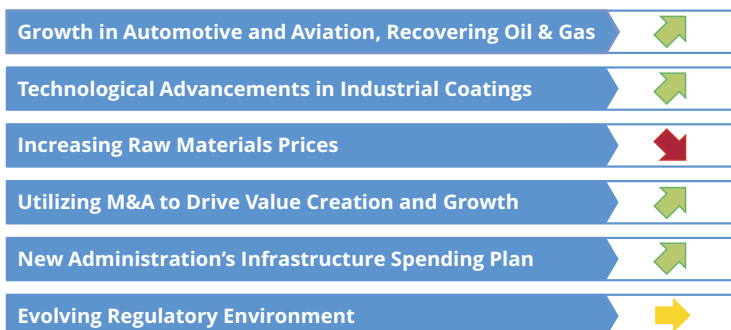 Growth in Automotive and Aviation, Recovering Oil & Gas
Technological Advancements in Industrial Coatings
Increasing Raw Materials Prices
Utilizing M&A to Drive Value Creation and Growth
New Administration’s Infrastructure Spending Plan
Evolving Regulatory Environment